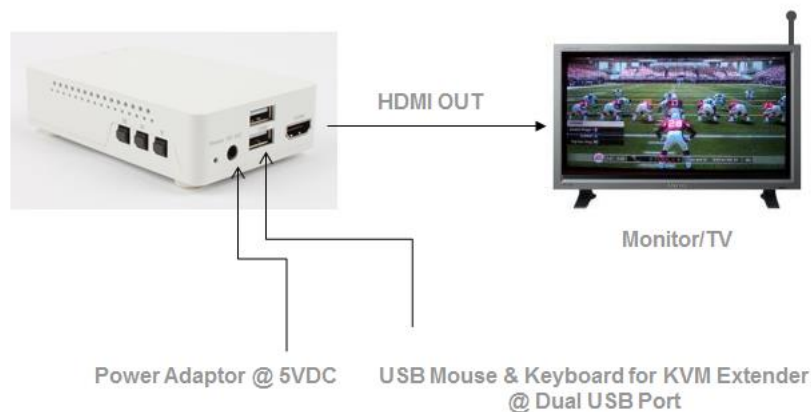 HDMI OUT
Monitor/TV
Power Adaptor @ 5VDC
USB Mouse & Keyboard for KVM Extender
@ Dual USB Port